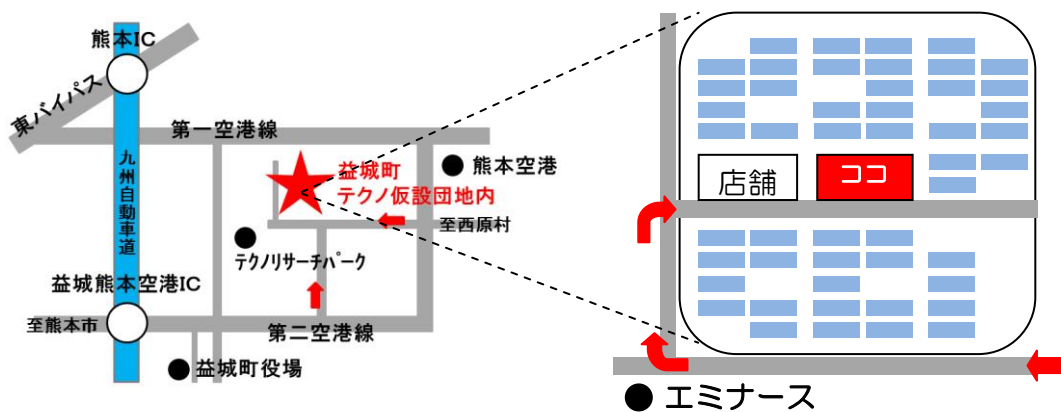 熊本IC
東バイパス
第一空港線
九州自動車道
益城町
テクノ仮設団地内
熊本空港
至西原村
テクノリサーチパーク
益城熊本空港IC
至熊本市
第二空港線
益城町役場
店舗
ココ
エミナース